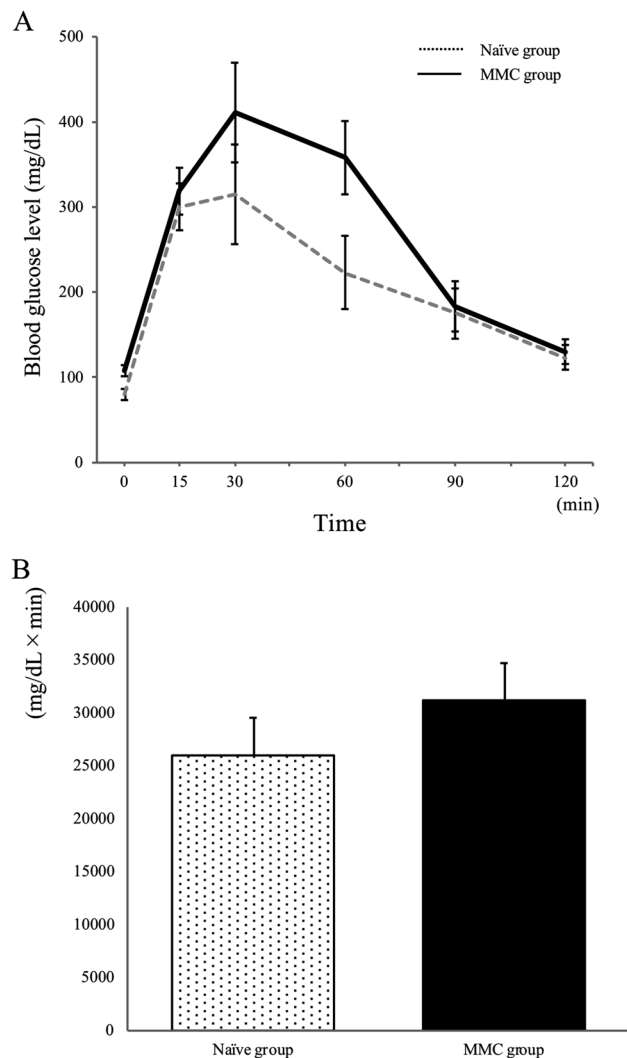 A
Blood glucose level (mg/dL)
500
400
300
200
100
0
Naïve group
MMC group
0 15 30 60 90 120
(min)
Time
B
(mg/dL × min)
40000
35000
30000
25000
20000
15000
10000
5000
0
Naïve group MMC group